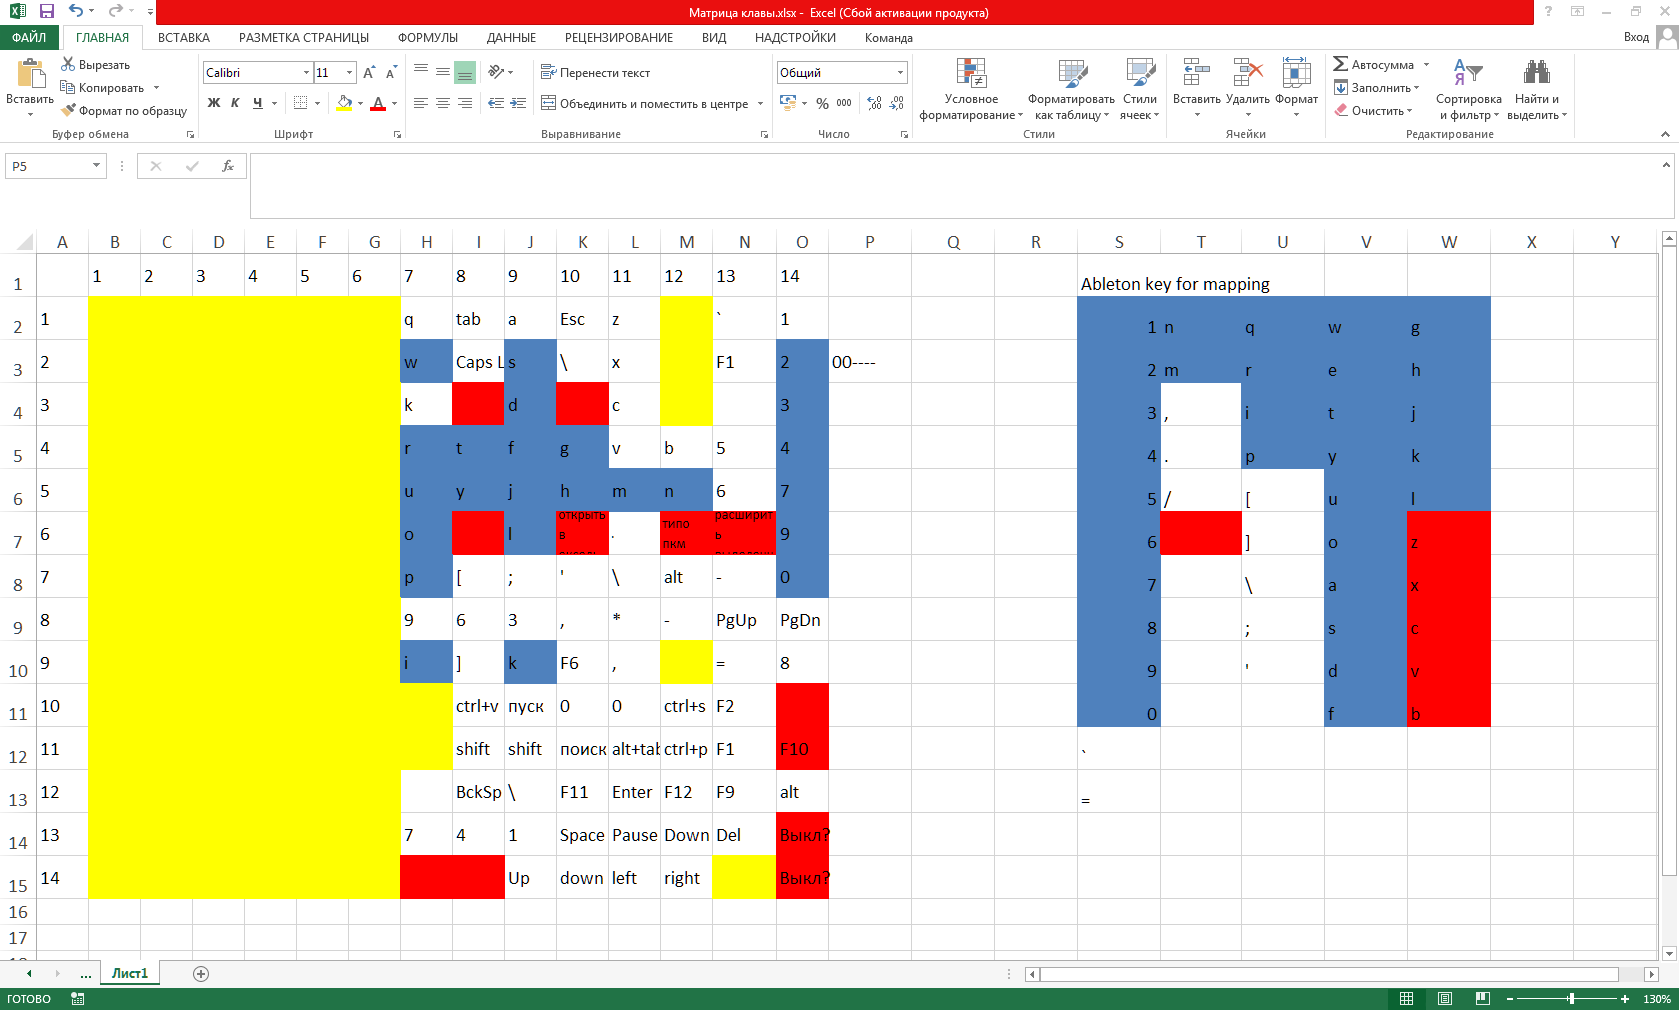 Матрица клавы.xlsx - Excel (Сбой активации продукта)
ФАЙЛ ГЛАВНАЯ ВСТАВКА РАЗМЕТКА СТРАНИЦЫ ФОРМУЛЫ ДАННЫЕ РЕЦЕНЗИРОВАНИЕ ВИД НАДСТРОЙКИ Команда Вход
Вставить
Вырезать
Копировать
Формат по образцу
Буфер обмена
Calibri 11
Ж К Ч
Шрифт
Перенести текст
Объединить и поместить в центре
Выравнивание
Общий
% 000
Число
Условное форматирование
Форматировать как таблицу
Стили ячеек
Стили
Вставить Удалить Формат
Ячейки
Автосумма
Заполнить
Очистить
Сортировка и фильтр
Найти и выделить
Редактирование
P5
A B C D E F G H I J K L M N O P Q R S T U V W X Y
1 1 2 3 4 5 6 7 8 9 10 11 12 13 14 Ableton key for mapping
2 1 q tab a Esc z ` 1 1 n q w g
3 2 w Caps L s \ x F1 2 00---- 2 m r e h
4 3 k d c 3 3 , i t j
5 4 r t f g v b 5 4 4 . p y k
6 5 u y j h m n 6 7 5 / [ u l
7 6 o l открыть в . типо пкм расширить 9 6 ] o z
8 7 p [ ; ' \ alt - 0 7 \ a x
9 8 9 6 3 , * - PgUp PgDn 8 ; s c
10 9 i ] k F6 , = 8 9 ' d v
11 10 ctrl+v пуск 0 0 ctrl+s F2 0 f b
12 11 shift shift поиск alt+tab ctrl+p F1 F10 `
13 12 BckSp \ F11 Enter F12 F9 alt =
14 13 7 4 1 Space Pause Down Del Выкл?
15 14 Up down left right Выкл?
16
17
... Лист1
ГОТОВО 130%